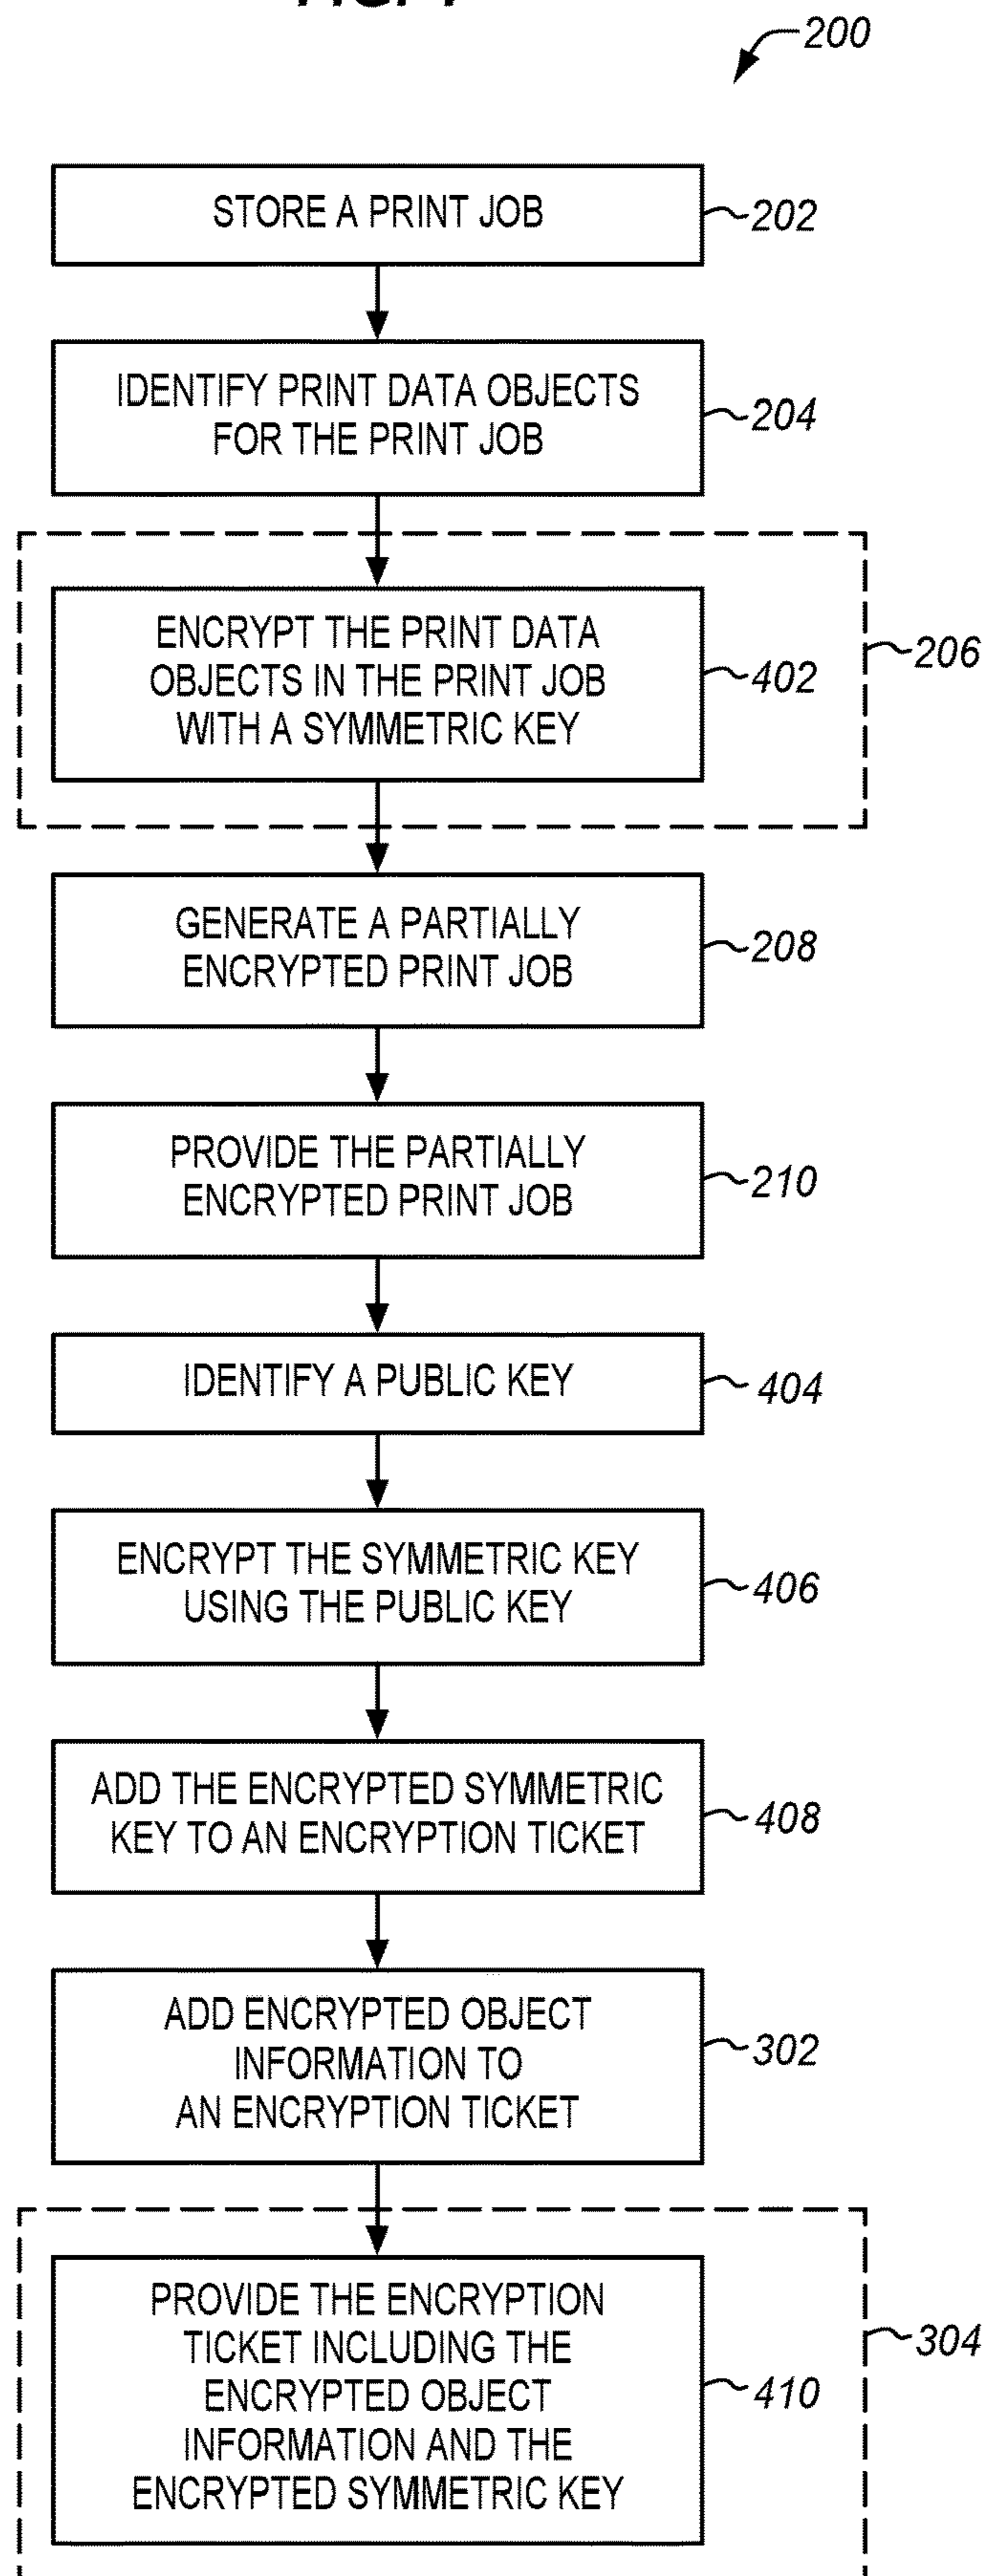 200
STORE A PRINT JOB
202
IDENTIFY PRINT DATA OBJECTS
FOR THE PRINT JOB
204
ENCRYPT THE PRINT DATA
OBJECTS IN THE PRINT JOB
WITH A SYMMETRIC KEY
402
206
GENERATE A PARTIALLY
ENCRYPTED PRINT JOB
208
PROVIDE THE PARTIALLY
ENCRYPTED PRINT JOB
210
IDENTIFY A PUBLIC KEY
404
ENCRYPT THE SYMMETRIC KEY
USING THE PUBLIC KEY
406
ADD THE ENCRYPTED SYMMETRIC
KEY TO AN ENCRYPTION TICKET
408
ADD ENCRYPTED OBJECT
INFORMATION TO
AN ENCRYPTION TICKET
302
PROVIDE THE ENCRYPTION
TICKET INCLUDING THE
ENCRYPTED OBJECT
INFORMATION AND THE
ENCRYPTED SYMMETRIC KEY
410
304